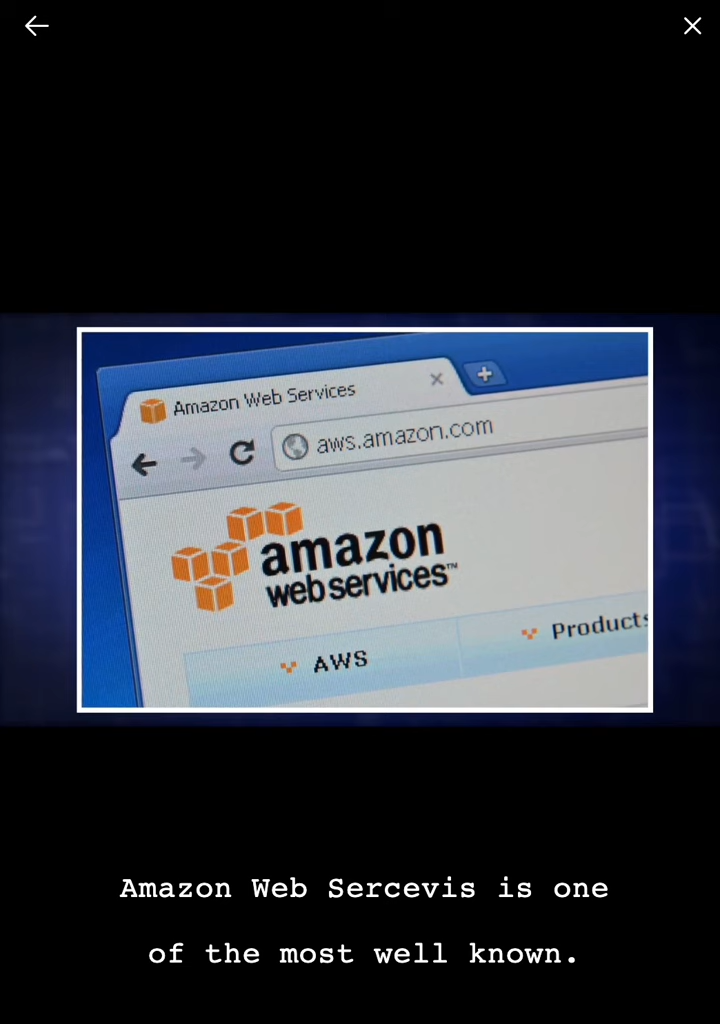 Amazon Web Services
aws.amazon.com
amazon
web services™
AWS
Products
Amazon Web Sercevis is one
of the most well known.